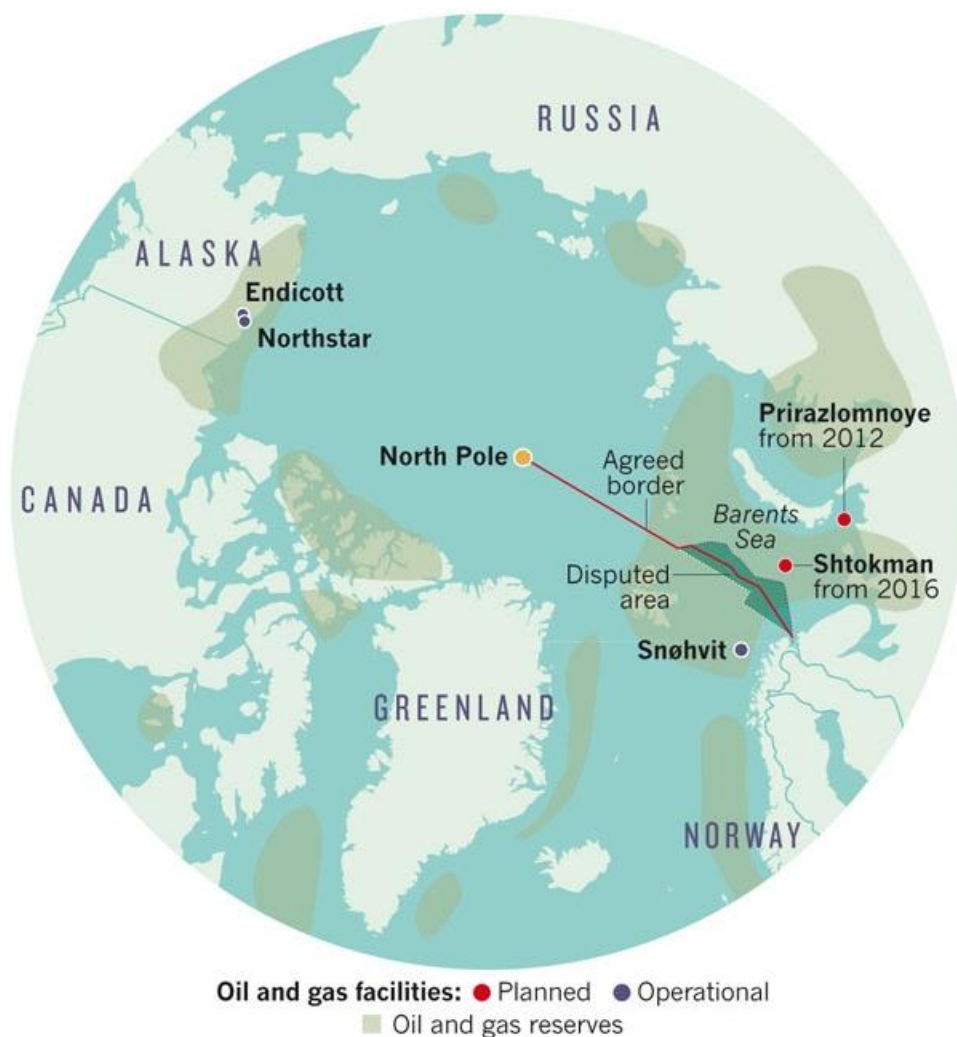 RUSSIA
ALASKA
Endicott
Northstar
Prirazlomnoye
from 2012
North Pole
Agreed
border
CANADA
Barents
Sea
Shtokman
from 2016
Disputed
area
Snøhvit
GREENLAND
NORWAY
Oil and gas facilities: Planned Operational
Oil and gas reserves